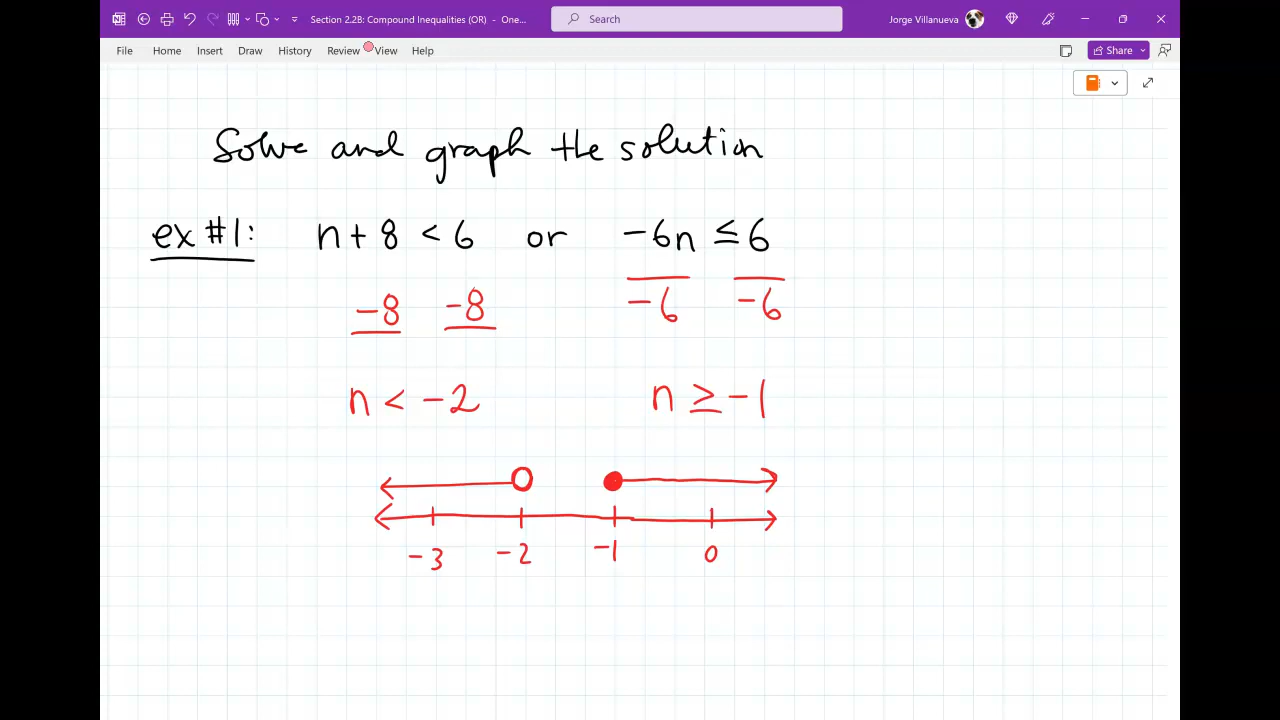 Section 2.2B: Compound Inequalities (OR) - One...
Search
Jorge Villanueva
File Home Insert Draw History Review View Help
Share
Solve and graph the solution
ex #1: n + 8 < 6 or -6n ≤ 6
-8 -8 -6 -6
n < -2 n ≥ -1
-3 -2 -1 0